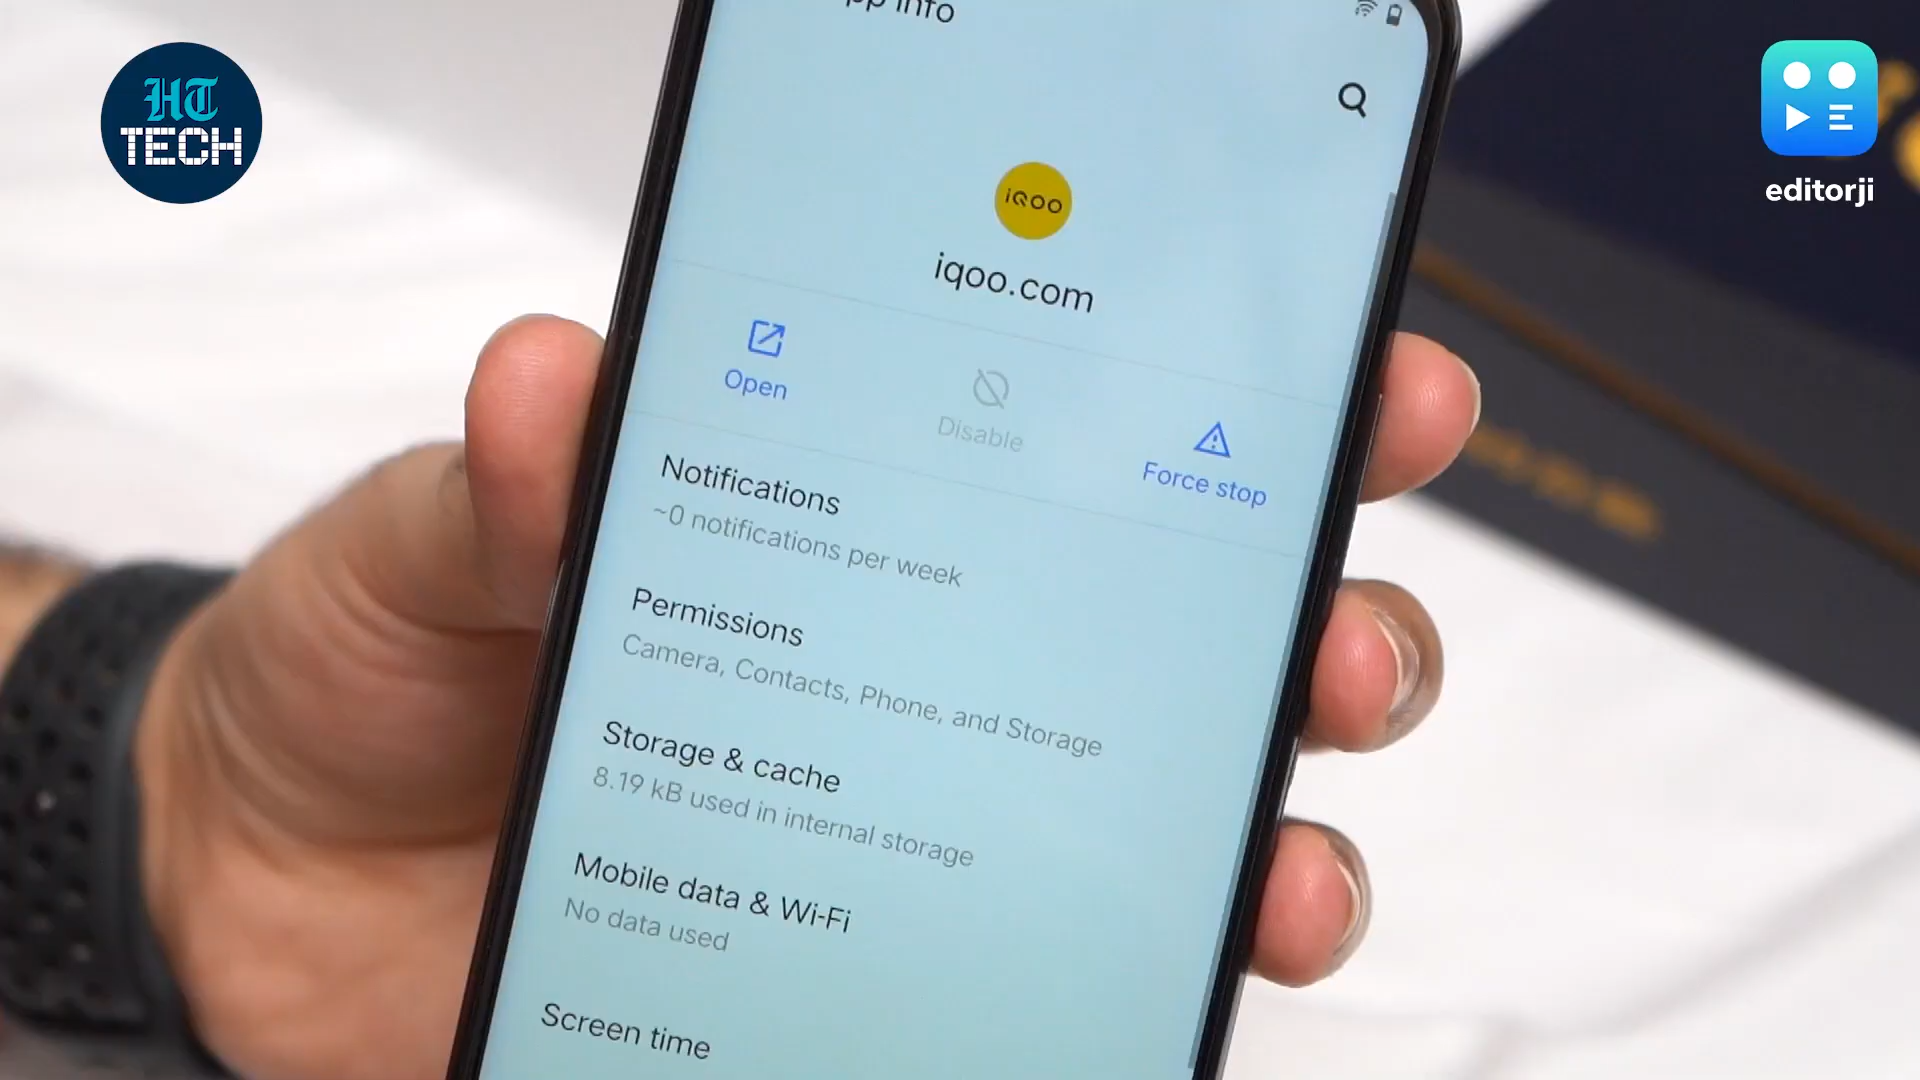 HT
TECH
editorji
pp info
iQOO
iqoo.com
Open
Disable
Force stop
Notifications
~0 notifications per week
Permissions
Camera, Contacts, Phone, and Storage
Storage & cache
8.19 kB used in internal storage
Mobile data & Wi-Fi
No data used
Screen time